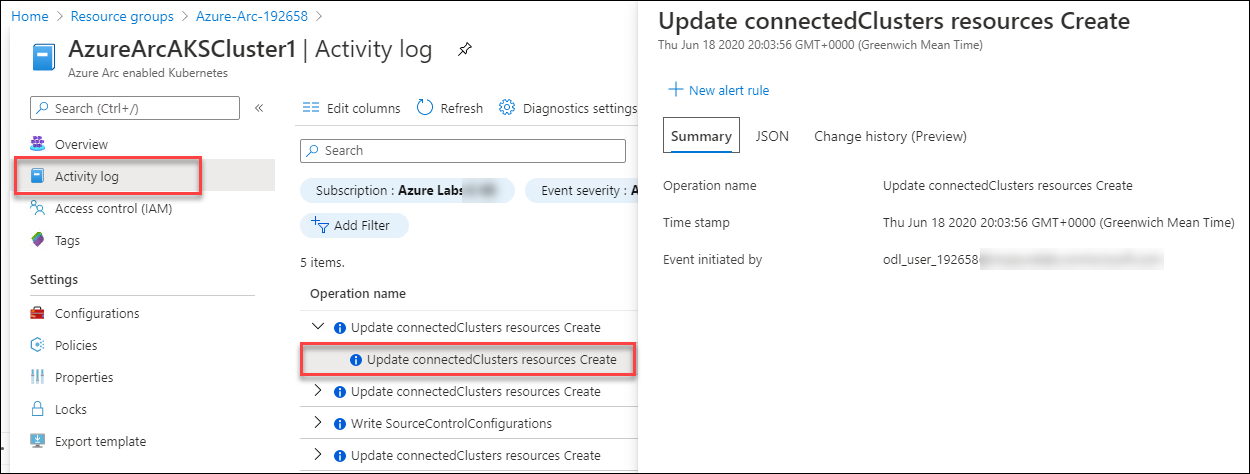 Home > Resource groups > Azure-Arc-192658 >
AzureArcAKSCluster1 | Activity log
Azure Arc enabled Kubernetes
Search (Ctrl+/)
«
Overview
Activity log
Access control (IAM)
Tags
Settings
Configurations
Policies
Properties
Locks
Export template
Edit columns
Refresh
Diagnostics settings
Search
Subscription : Azure Labs
Event severity : A
Add Filter
5 items.
Operation name
Update connectedClusters resources Create
Update connectedClusters resources Create
Update connectedClusters resources Create
Write SourceControlConfigurations
Update connectedClusters resources Create
Update connectedClusters resources Create
Thu Jun 18 2020 20:03:56 GMT+0000 (Greenwich Mean Time)
New alert rule
Summary
JSON
Change history (Preview)
Operation name
Update connectedClusters resources Create
Time stamp
Thu Jun 18 2020 20:03:56 GMT+0000 (Greenwich Mean Time)
Event initiated by
odl_user_192658